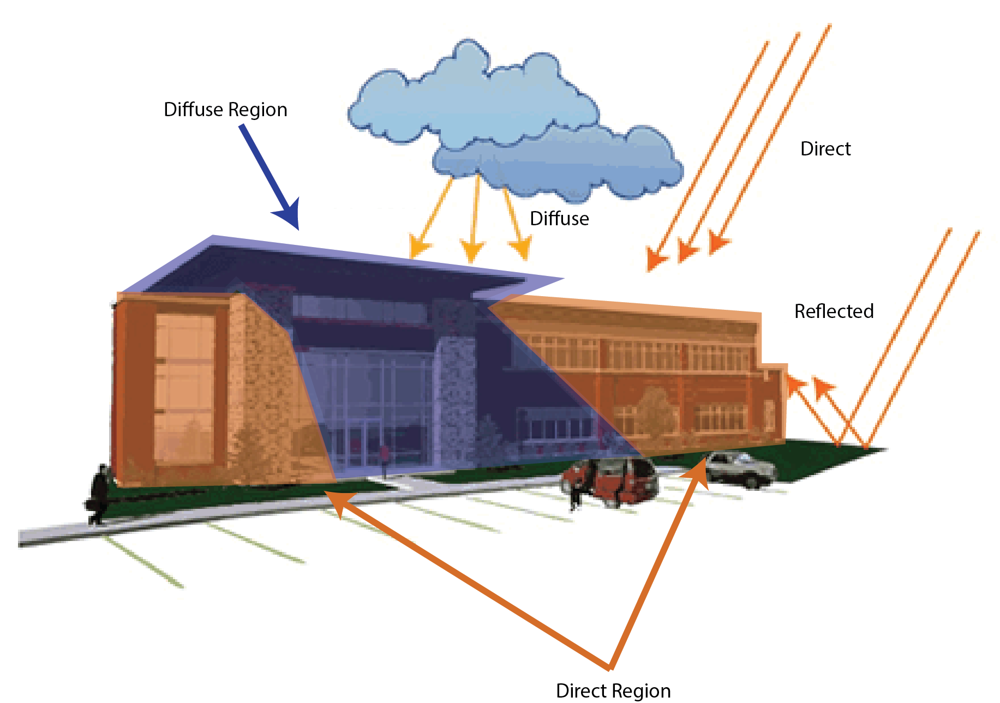 Diffuse Region
Direct
Diffuse
Reflected
Direct Region